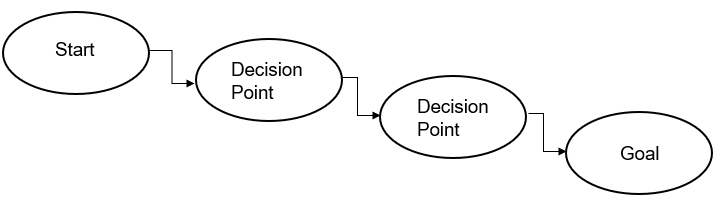 Start
Decision
Point
Decision
Point
Goal